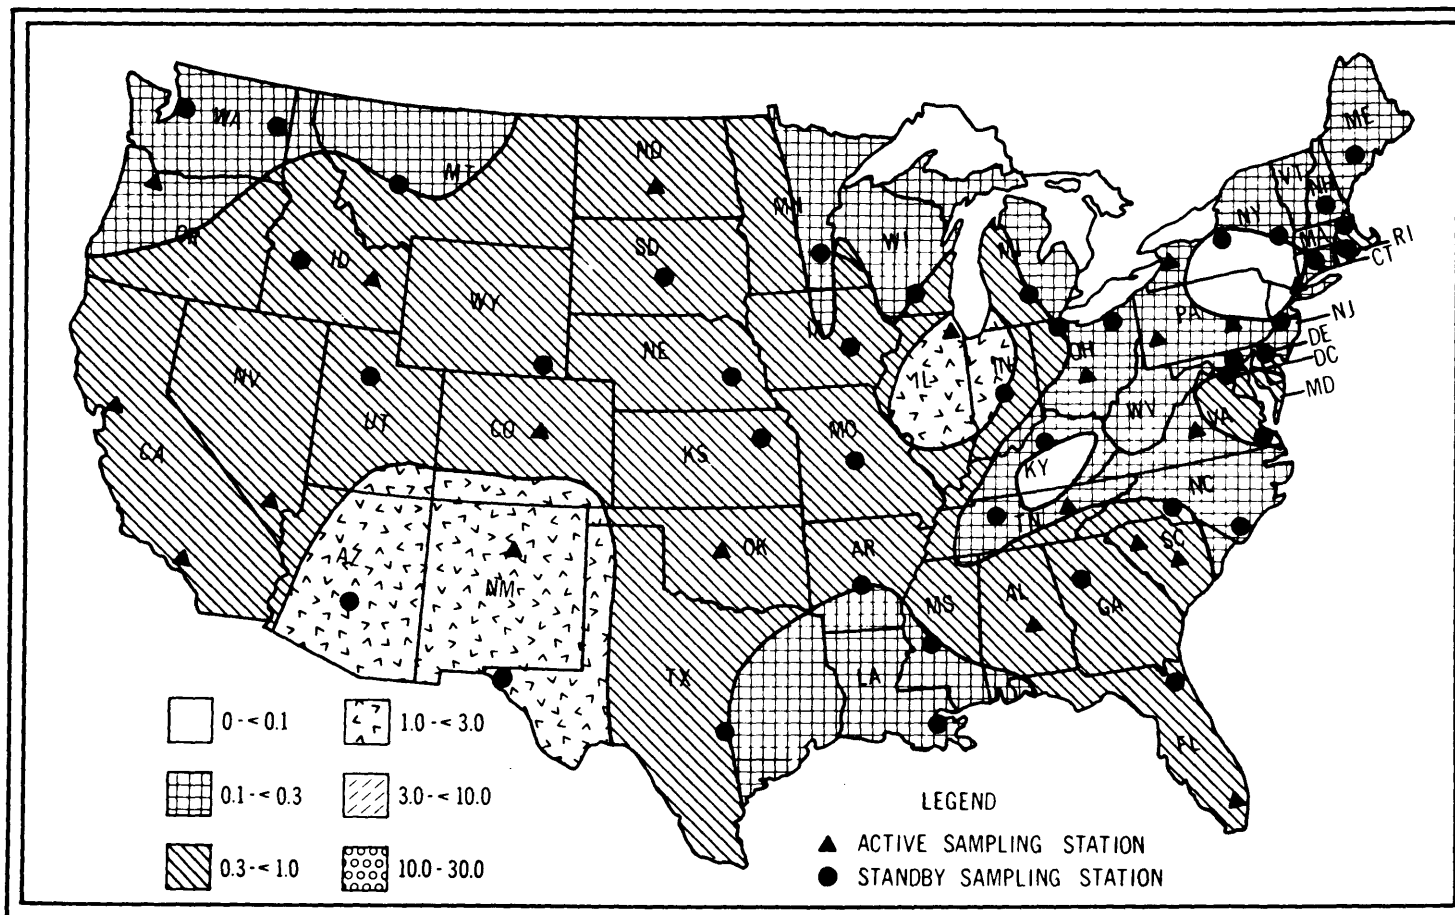 WA
MT
ND
MN
WI
MI
ME
VT
NH
NY
MA
RI
CT
OR
ID
SD
WY
NE
IL
IN
OH
PA
NJ
DE
DC
MD
NV
UT
CO
KS
MO
KY
WV
VA
CA
AZ
NM
OK
AR
TN
NC
SC
MS
AL
GA
TX
LA
FL
0 - < 0.1
0.1 - < 0.3
0.3 - < 1.0
1.0 - < 3.0
3.0 - < 10.0
10.0 - 30.0
LEGEND
ACTIVE SAMPLING STATION
STANDBY SAMPLING STATION